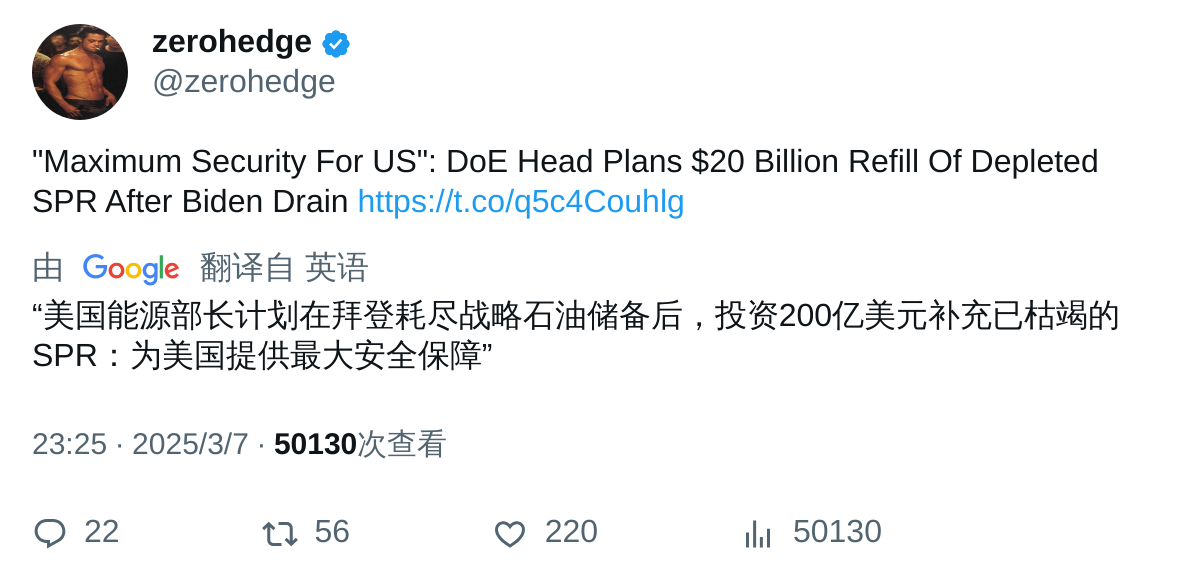 zerohedge
@zerohedge
"Maximum Security For US": DoE Head Plans $20 Billion Refill Of Depleted
SPR After Biden Drain https://t.co/q5c4Couhlg
由 Google 翻译自 英语
“美国能源部长计划在拜登耗尽战略石油储备后，投资200亿美元补充已枯竭的
SPR：为美国提供最大安全保障”
23:25 · 2025/3/7 · 50130次查看
22 56 220 50130